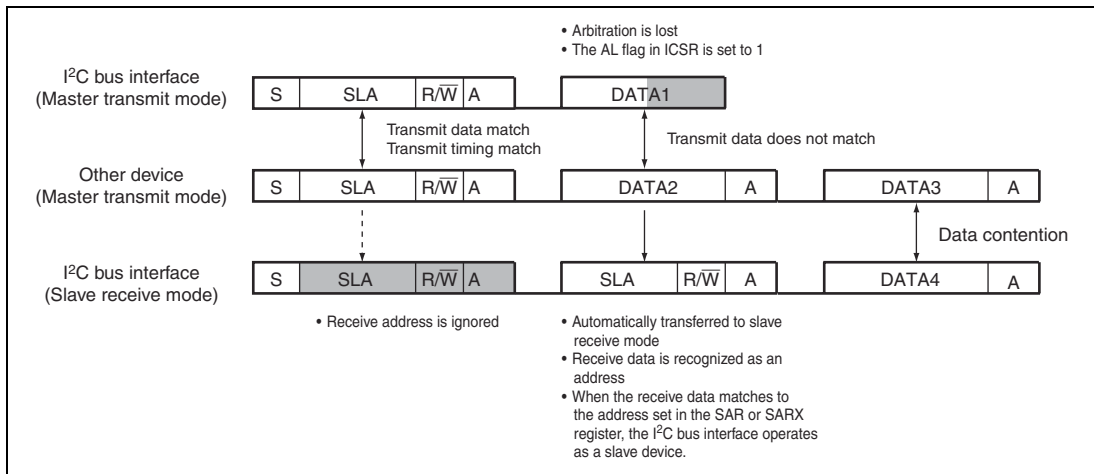 • Arbitration is lost
• The AL flag in ICSR is set to 1
I²C bus interface
(Master transmit mode)
S SLA R/W̅ A DATA1
Transmit data match
Transmit timing match
Transmit data does not match
Other device
(Master transmit mode)
S SLA R/W̅ A DATA2 A DATA3 A
Data contention
I²C bus interface
(Slave receive mode)
S SLA R/W̅ A SLA R/W̅ A DATA4 A
• Receive address is ignored
• Automatically transferred to slave
receive mode
• Receive data is recognized as an
address
• When the receive data matches to
the address set in the SAR or SARX
register, the I²C bus interface operates
as a slave device.